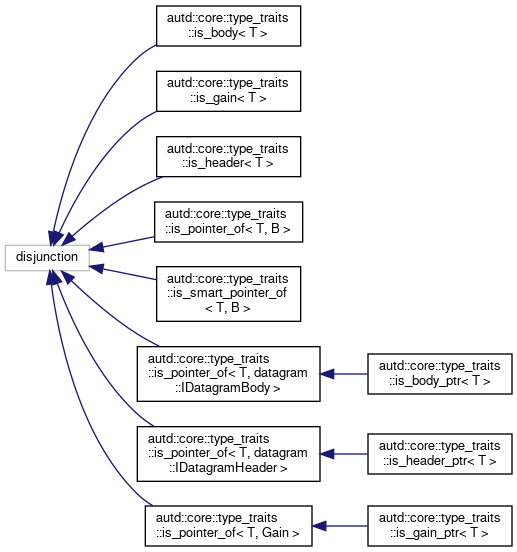 autd::core::type_traits
::is_body< T >
autd::core::type_traits
::is_gain< T >
autd::core::type_traits
::is_header< T >
autd::core::type_traits
::is_pointer_of< T, B >
disjunction
autd::core::type_traits
::is_smart_pointer_of
< T, B >
autd::core::type_traits
::is_pointer_of< T, datagram
::IDatagramBody >
autd::core::type_traits
::is_body_ptr< T >
autd::core::type_traits
::is_pointer_of< T, datagram
::IDatagramHeader >
autd::core::type_traits
::is_header_ptr< T >
autd::core::type_traits
::is_pointer_of< T, Gain >
autd::core::type_traits
::is_gain_ptr< T >